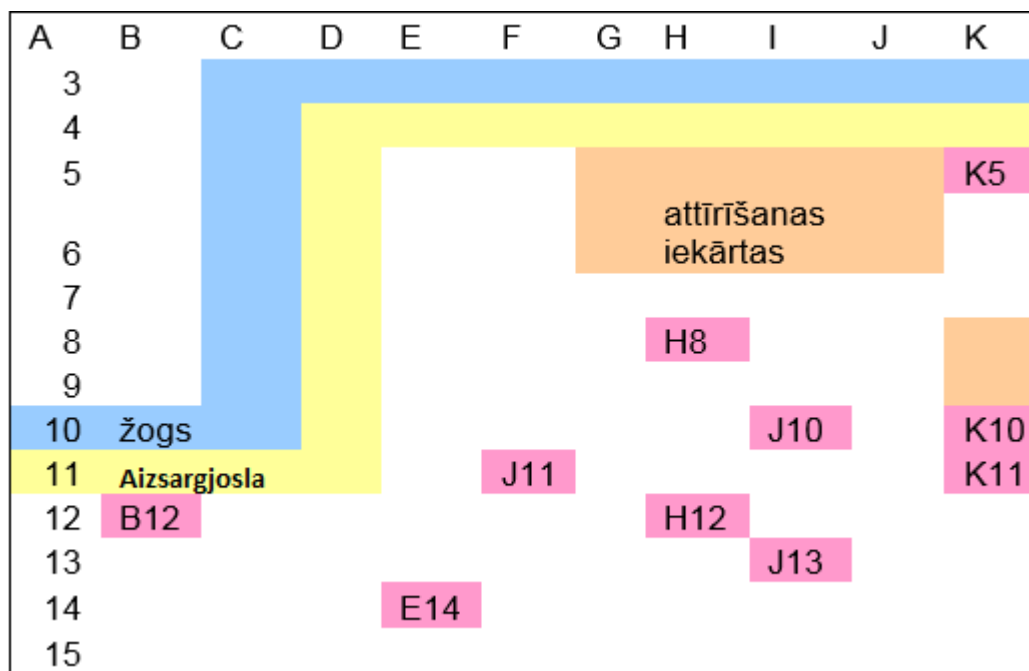 A B C D E F G H I J K
3
4
5 K5
attīrīšanas
6 iekārtas
7
8 H8
9
10 žogs J10 K10
11 Aizsargjosla J11 K11
12 B12 H12
13 J13
14 E14
15